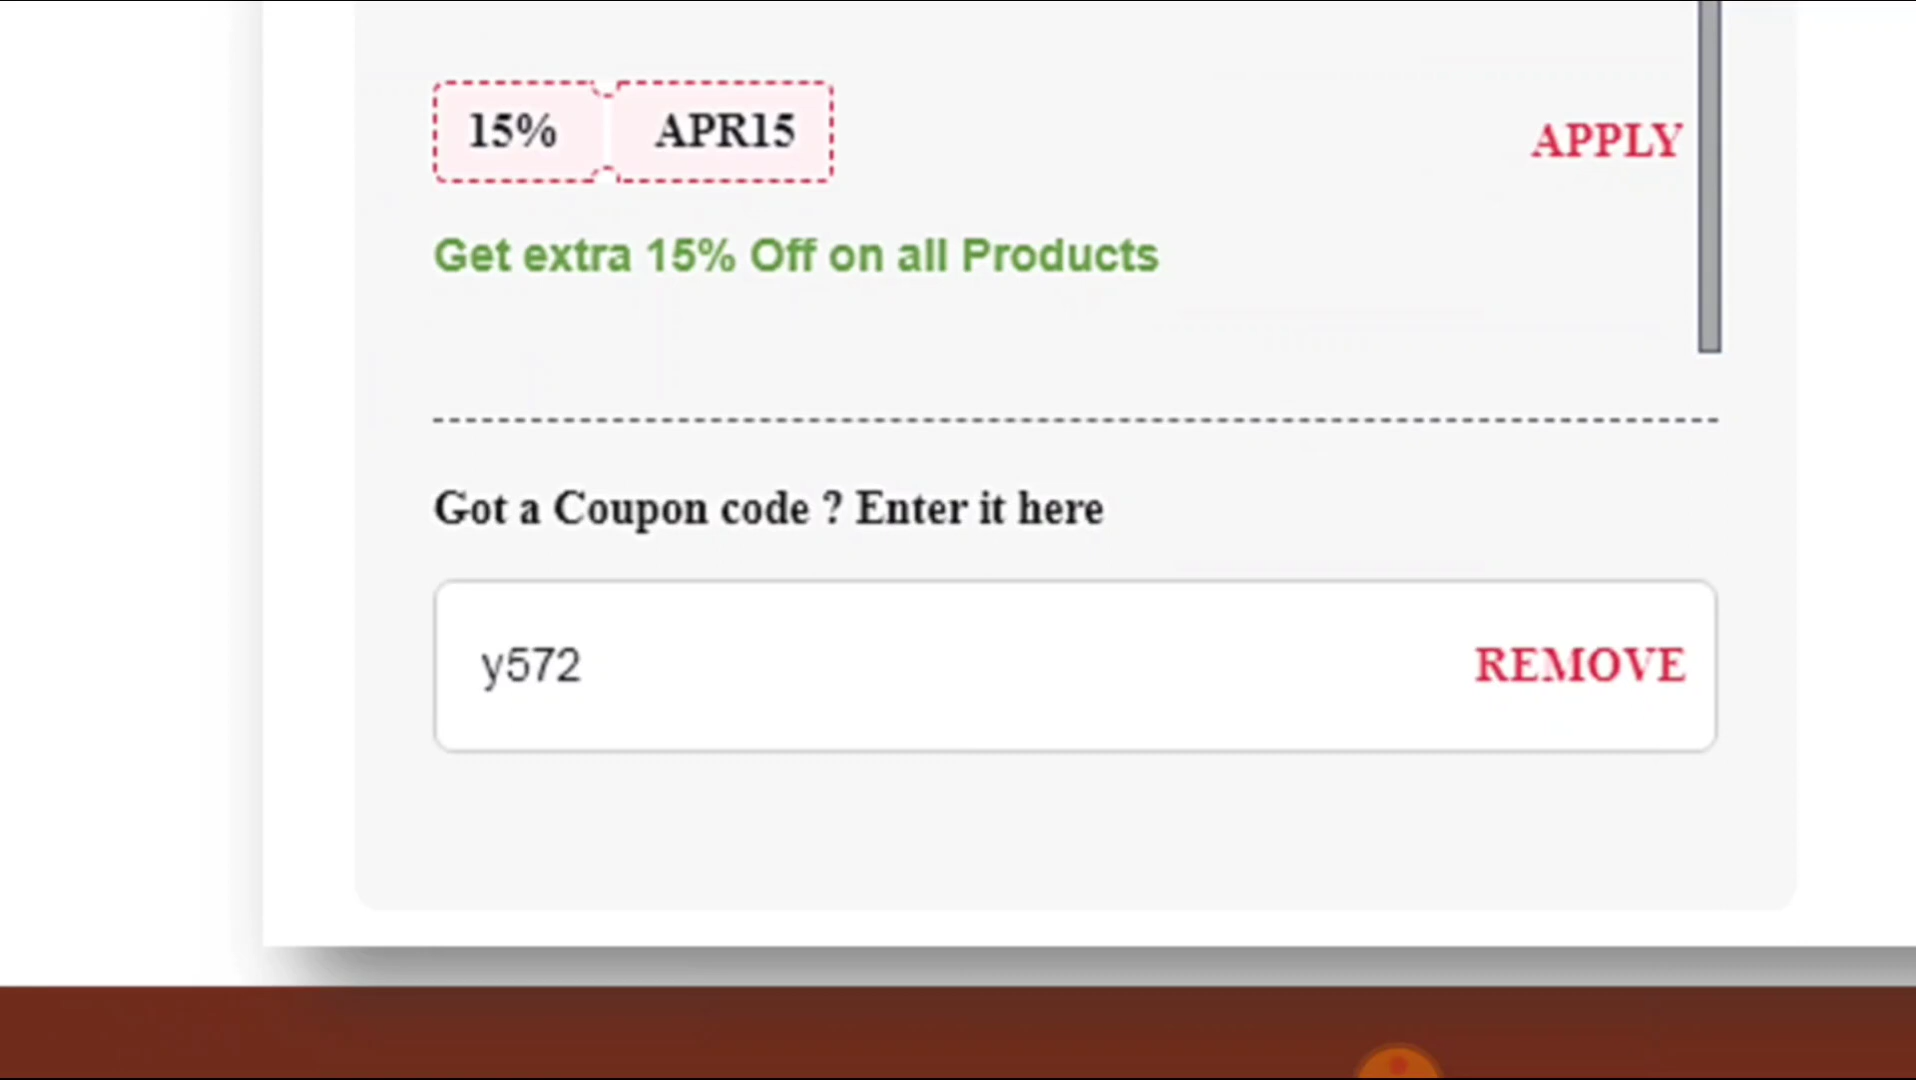 15% APR15 APPLY
Get extra 15% Off on all Products
Got a Coupon code ? Enter it here
y572 REMOVE